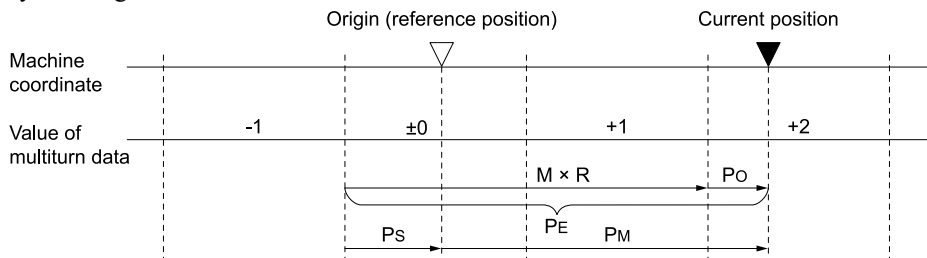 Origin (reference position) Current position
Machine
coordinate
Value of
multiturn data
-1 ±0 +1 +2
M × R PO
PE
PS PM